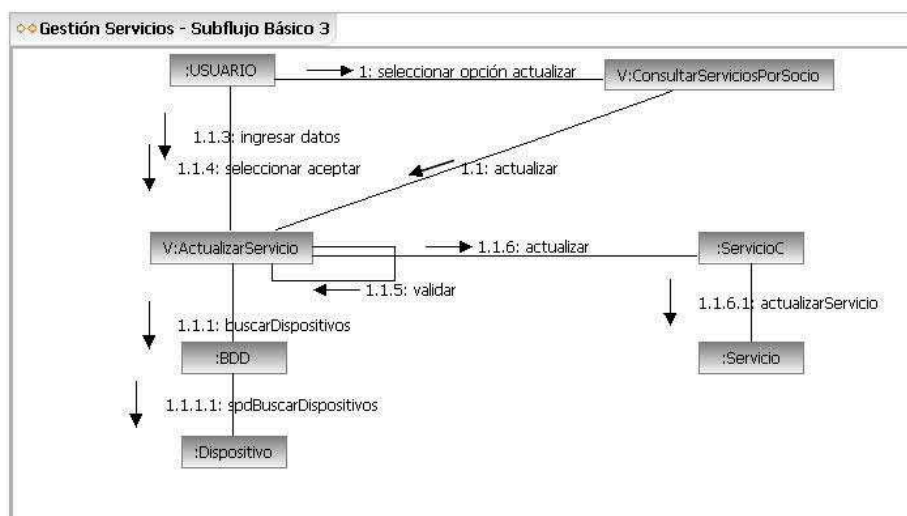 Gestión Servicios - Subflujo Básico 3
:USUARIO
1: seleccionar opción actualizar
V:ConsultarServiciosPorSocio
1.1.3: ingresar datos
1.1.4: seleccionar aceptar
1.1: actualizar
V:ActualizarServicio
1.1.6: actualizar
:ServicioC
1.1.5: validar
1.1.6.1: actualizarServicio
1.1.1: buscarDispositivos
:BDD
:Servicio
1.1.1.1: spdBuscarDispositivos
:Dispositivo